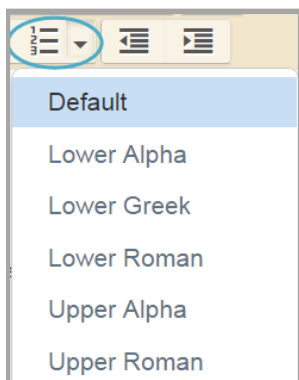 Default
Lower Alpha
Lower Greek
Lower Roman
Upper Alpha
Upper Roman